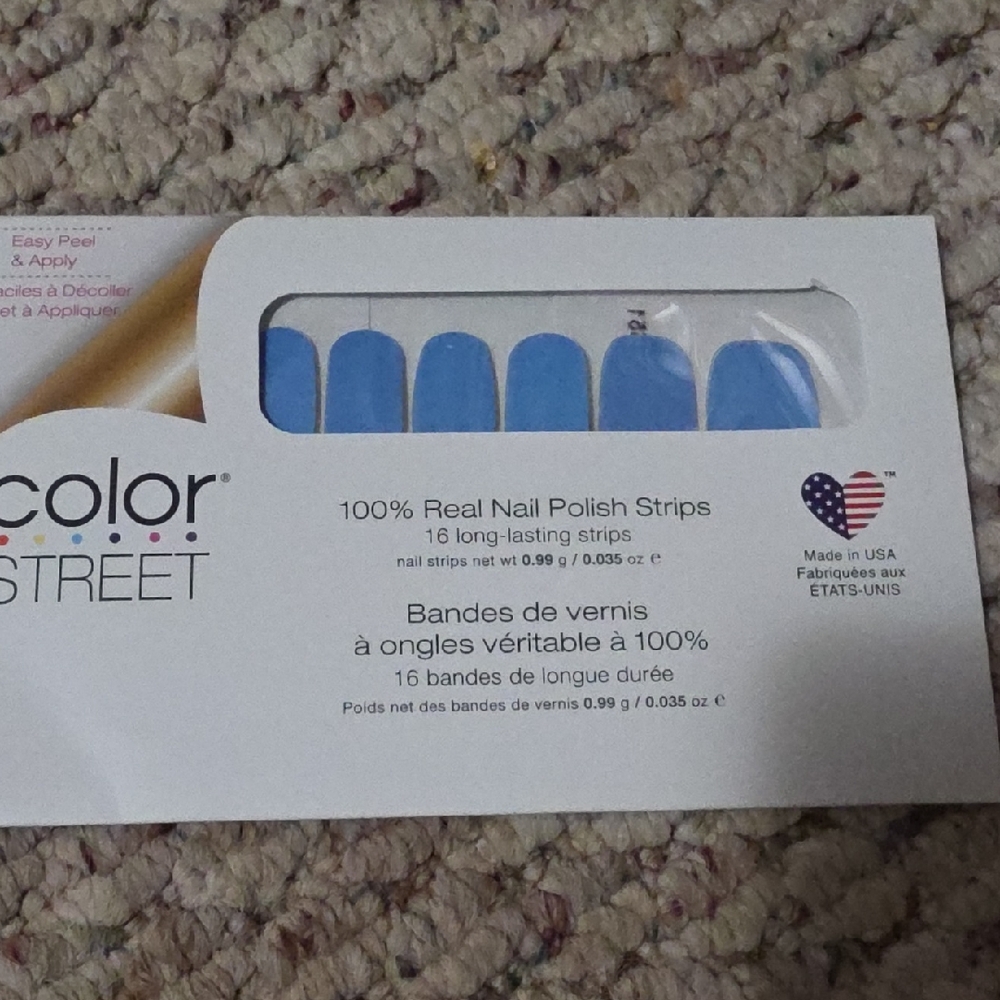 Easy Peel
& Apply
aciles à Décoller
et à Appliquer
color®
STREET
100% Real Nail Polish Strips
16 long-lasting strips
nail strips net wt 0.99 g / 0.035 oz e
Bandes de vernis
à ongles véritable à 100%
16 bandes de longue durée
Poids net des bandes de vernis 0.99 g / 0.035 oz e
™
Made in USA
Fabriquées aux
ÉTATS-UNIS